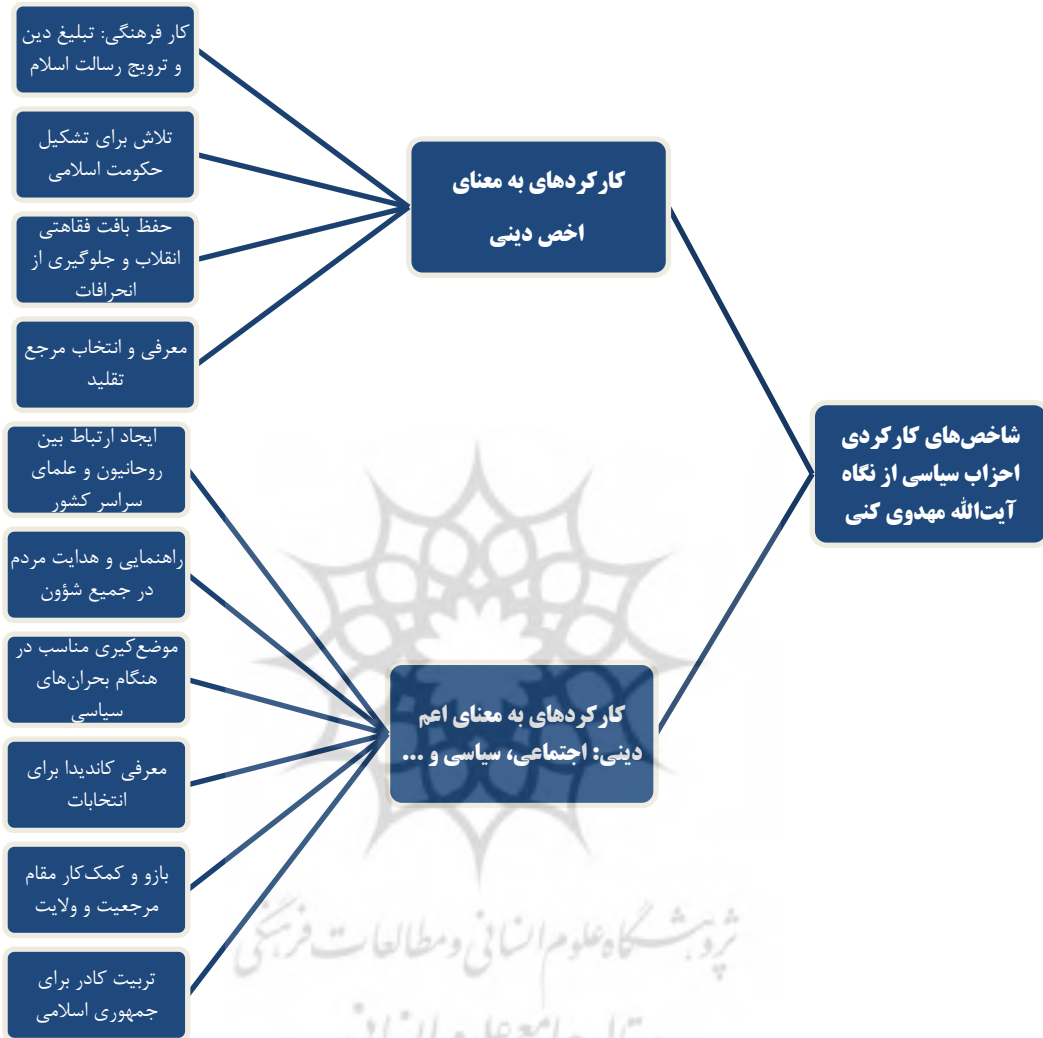 شاخص‌های کارکردی
احزاب سیاسی از نگاه
آیت‌الله مهدوی کنی
کارکردهای به معنای
اخص دینی
کار فرهنگی: تبلیغ دین
و ترویج رسالت اسلام
تلاش برای تشکیل
حکومت اسلامی
حفظ بافت فقاهتی
انقلاب و جلوگیری از
انحرافات
معرفی و انتخاب مرجع
تقلید
کارکردهای به معنای اعم
دینی: اجتماعی، سیاسی و ...
ایجاد ارتباط بین
روحانیون و علمای
سراسر کشور
راهنمایی و هدایت مردم
در جمیع شؤون
موضع‌گیری مناسب در
هنگام بحران‌های
سیاسی
معرفی کاندیدا برای
انتخابات
بازو و کمک‌کار مقام
مرجعیت و ولایت
تربیت کادر برای
جمهوری اسلامی
پژوهشگاه علوم انسانی و مطالعات فرهنگی